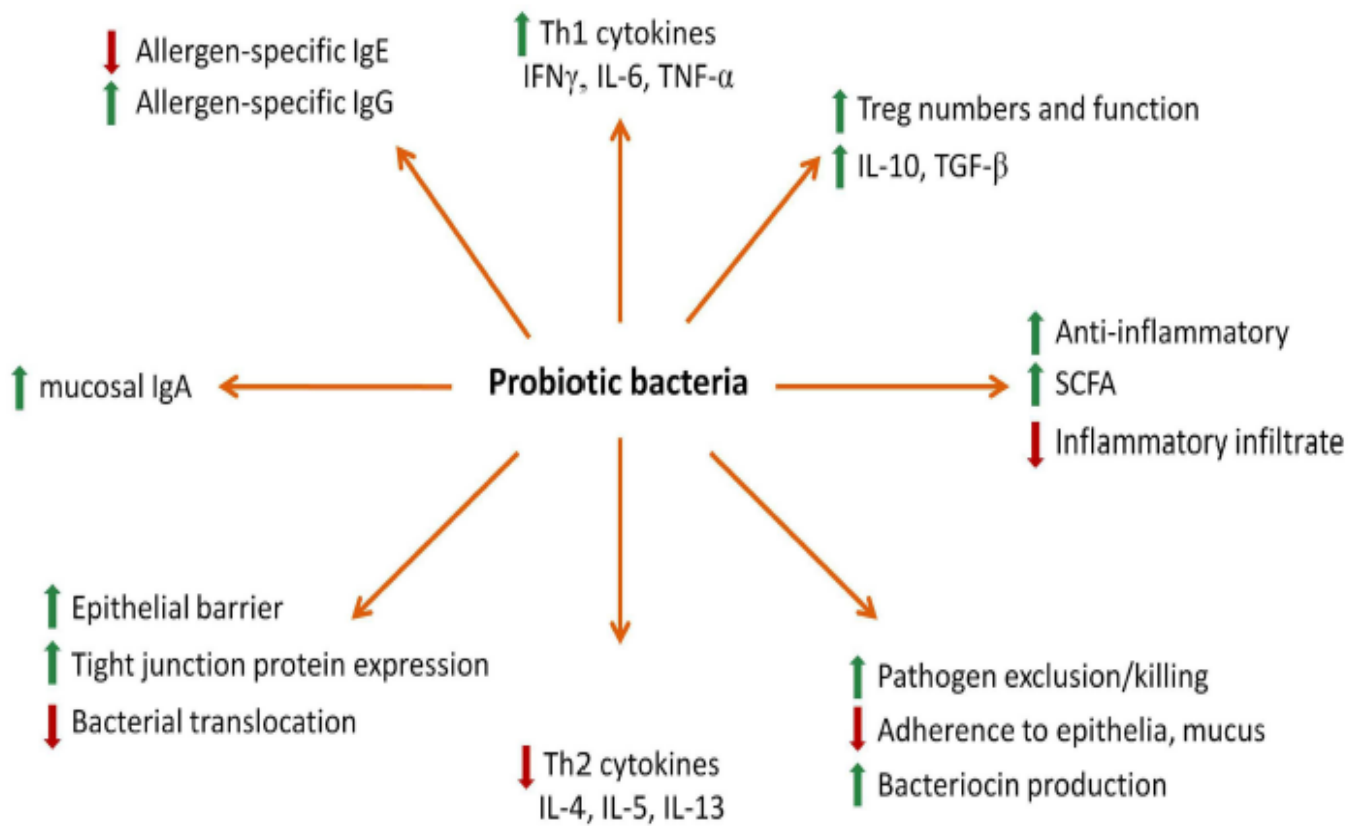 Allergen-specific IgE
Allergen-specific IgG
Th1 cytokines
IFNγ, IL-6, TNF-α
Treg numbers and function
IL-10, TGF-β
mucosal IgA
Probiotic bacteria
Anti-inflammatory
SCFA
Inflammatory infiltrate
Epithelial barrier
Tight junction protein expression
Bacterial translocation
Th2 cytokines
IL-4, IL-5, IL-13
Pathogen exclusion/killing
Adherence to epithelia, mucus
Bacteriocin production